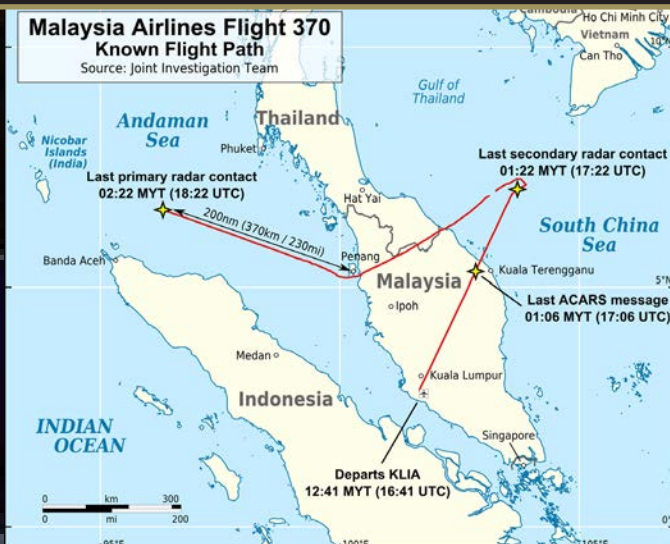 Malaysia Airlines Flight 370
Known Flight Path
Source: Joint Investigation Team
Ho Chi Minh City
Vietnam
10°N
Can Tho
Gulf of
Thailand
Andaman
Sea
Thailand
Nicobar
Islands
(India)
Phuket
Last secondary radar contact
01:22 MYT (17:22 UTC)
Last primary radar contact
02:22 MYT (18:22 UTC)
Hat Yai
200nm (370km / 230mi)
South China
Sea
Banda Aceh
Penang
Malaysia
Kuala Terengganu
5°N
Ipoh
Last ACARS message
01:06 MYT (17:06 UTC)
Medan
Kuala Lumpur
Indonesia
INDIAN
OCEAN
Singapore
Departs KLIA
12:41 MYT (16:41 UTC)
0 km 300
0 mi 200
95°E
100°E
105°E